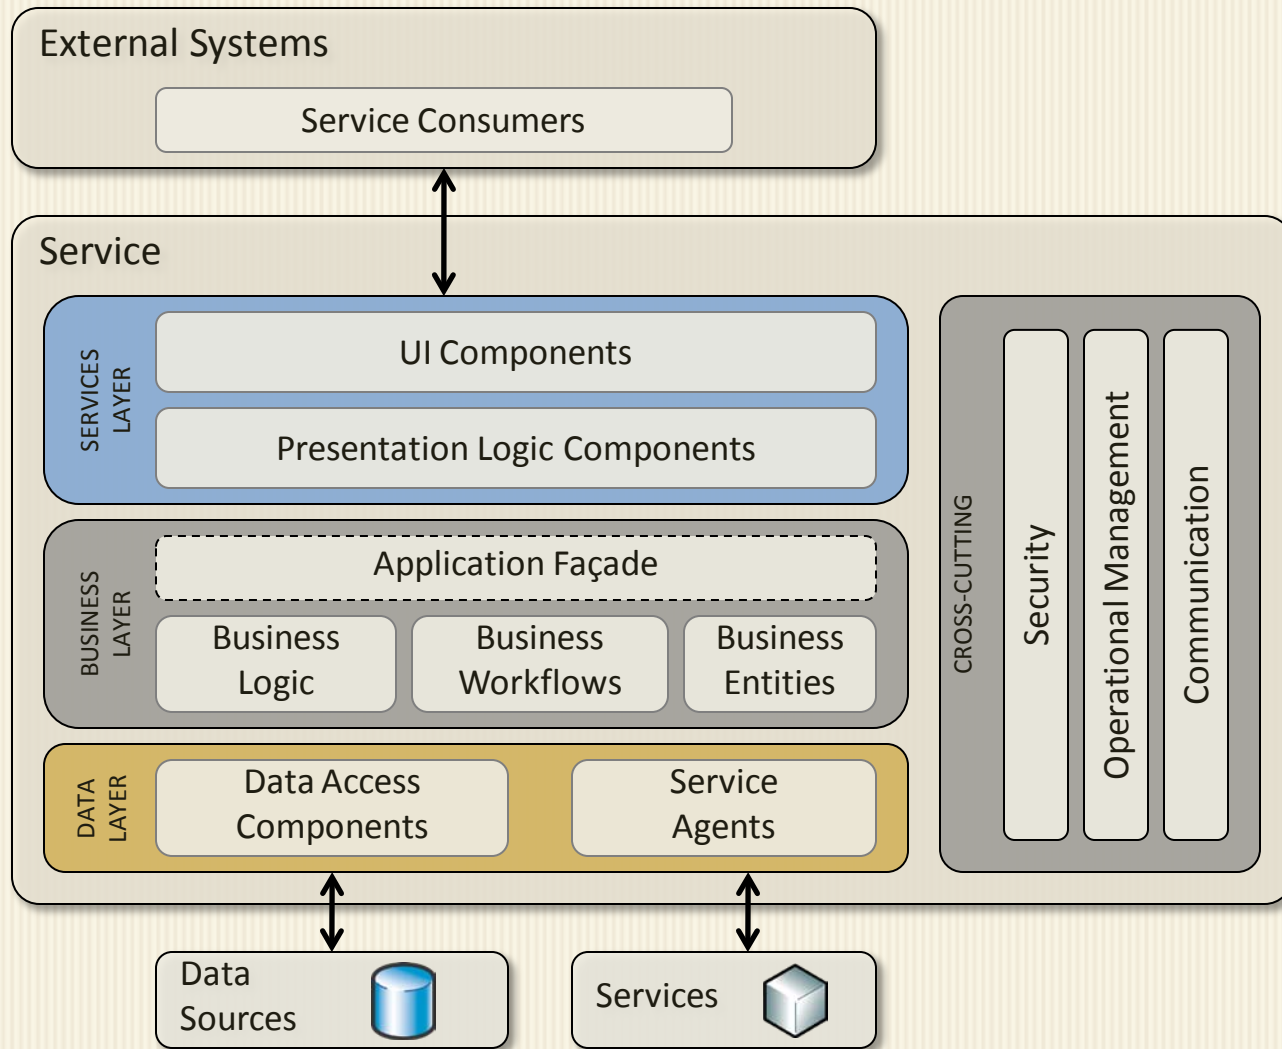 External Systems
Service Consumers
Service
SERVICES
LAYER
UI Components
Presentation Logic Components
BUSINESS
LAYER
Application Façade
Business
Logic
Business
Workflows
Business
Entities
DATA
LAYER
Data Access
Components
Service
Agents
CROSS-CUTTING
Security
Operational Management
Communication
Data
Sources
Services